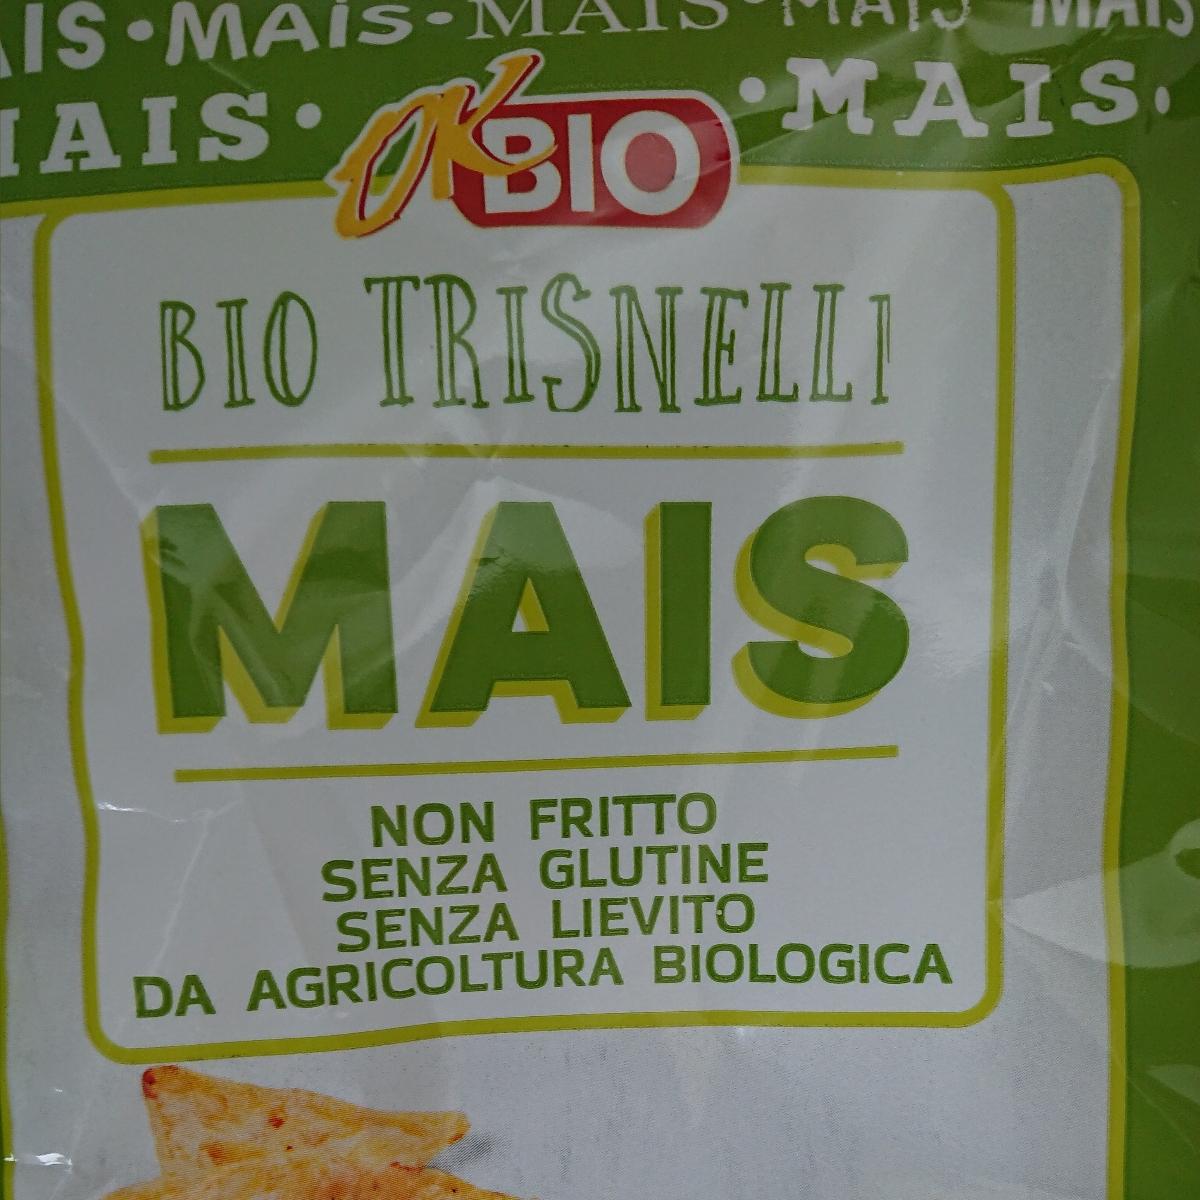 MAIS • MAIS • MAIS • MAIS
MAIS • OK BIO • MAIS •
BIO TRISNELLI
MAIS
NON FRITTO
SENZA GLUTINE
SENZA LIEVITO
DA AGRICOLTURA BIOLOGICA